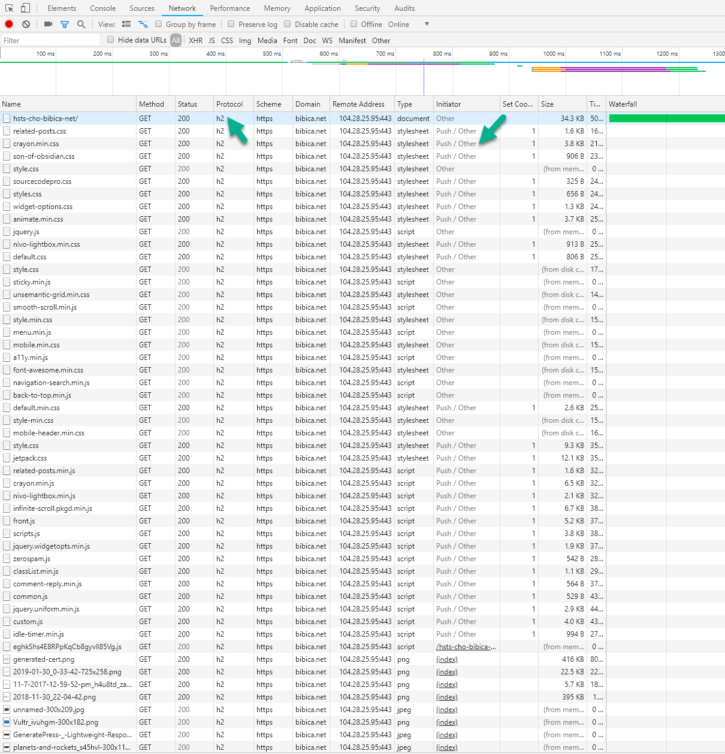 Elements Console Sources Network Performance Memory Application Security Audits
View: Group by frame Preserve log Disable cache Offline Online
Filter Hide data URLs All XHR JS CSS Img Media Font Doc WS Manifest Other
100 ms 200 ms 300 ms 400 ms 500 ms 600 ms 700 ms 800 ms 900 ms 1000 ms 1100 ms 1200 ms 1300
Name Method Status Protocol Scheme Domain Remote Address Type Initiator Set Coo... Size Ti... Waterfall
hsts-cho-bibica-net/ GET 200 h2 https bibica.net 104.28.25.95:443 document Other 34.3 KB 50...
related-posts.css GET 200 h2 https bibica.net 104.28.25.95:443 stylesheet Push / Other 1 1.6 KB 16...
crayon.min.css GET 200 h2 https bibica.net 104.28.25.95:443 stylesheet Push / Other 1 3.8 KB 21...
son-of-obsidian.css GET 200 h2 https bibica.net 104.28.25.95:443 stylesheet Push / Other 1 906 B 23...
style.css GET 200 h2 https bibica.net 104.28.25.95:443 stylesheet Other (from mem... 0 ...
sourcecodepro.css GET 200 h2 https bibica.net 104.28.25.95:443 stylesheet Push / Other 1 325 B 24...
styles.css GET 200 h2 https bibica.net 104.28.25.95:443 stylesheet Push / Other 1 656 B 24...
widget-options.css GET 200 h2 https bibica.net 104.28.25.95:443 stylesheet Push / Other 1 1.3 KB 24...
animate.min.css GET 200 h2 https bibica.net 104.28.25.95:443 stylesheet Push / Other 1 3.7 KB 25...
jquery.js GET 200 h2 https bibica.net 104.28.25.95:443 script Other (from mem... 0 ...
nivo-lightbox.min.css GET 200 h2 https bibica.net 104.28.25.95:443 stylesheet Push / Other 1 913 B 25...
default.css GET 200 h2 https bibica.net 104.28.25.95:443 stylesheet Push / Other 1 806 B 25...
style.css GET 200 h2 https bibica.net 104.28.25.95:443 stylesheet Other (from disk c... 17...
sticky.min.js GET 200 h2 https bibica.net 104.28.25.95:443 script Other (from mem... 0 ...
unsemantic-grid.min.css GET 200 h2 https bibica.net 104.28.25.95:443 stylesheet Other (from disk c... 14...
smooth-scroll.min.js GET 200 h2 https bibica.net 104.28.25.95:443 script Other (from mem... 0 ...
style.min.css GET 200 h2 https bibica.net 104.28.25.95:443 stylesheet Other (from disk c... 15...
menu.min.js GET 200 h2 https bibica.net 104.28.25.95:443 script Other (from mem... 0 ...
mobile.min.css GET 200 h2 https bibica.net 104.28.25.95:443 stylesheet Other (from disk c... 15...
a11y.min.js GET 200 h2 https bibica.net 104.28.25.95:443 script Other (from mem... 0 ...
font-awesome.min.css GET 200 h2 https bibica.net 104.28.25.95:443 stylesheet Other (from disk c... 15...
navigation-search.min.js GET 200 h2 https bibica.net 104.28.25.95:443 script Other (from mem... 0 ...
back-to-top.min.js GET 200 h2 https bibica.net 104.28.25.95:443 script Other (from mem... 0 ...
default.min.css GET 200 h2 https bibica.net 104.28.25.95:443 stylesheet Push / Other 1 2.6 KB 25...
style-min.css GET 200 h2 https bibica.net 104.28.25.95:443 stylesheet Other (from disk c... 15...
mobile-header.min.css GET 200 h2 https bibica.net 104.28.25.95:443 stylesheet Other (from disk c... 16...
style.css GET 200 h2 https bibica.net 104.28.25.95:443 stylesheet Push / Other 1 9.3 KB 35...
jetpack.css GET 200 h2 https bibica.net 104.28.25.95:443 stylesheet Push / Other 1 12.1 KB 35...
related-posts.min.js GET 200 h2 https bibica.net 104.28.25.95:443 script Push / Other 1 1.6 KB 32...
crayon.min.js GET 200 h2 https bibica.net 104.28.25.95:443 script Push / Other 1 6.5 KB 32...
nivo-lightbox.min.js GET 200 h2 https bibica.net 104.28.25.95:443 script Push / Other 1 2.1 KB 32...
infinite-scroll.pkgd.min.js GET 200 h2 https bibica.net 104.28.25.95:443 script Push / Other 1 6.7 KB 38...
front.js GET 200 h2 https bibica.net 104.28.25.95:443 script Push / Other 1 5.2 KB 37...
scripts.js GET 200 h2 https bibica.net 104.28.25.95:443 script Push / Other 1 3.8 KB 38...
jquery.widgetopts.min.js GET 200 h2 https bibica.net 104.28.25.95:443 script Push / Other 1 1.9 KB 37...
zerospam.js GET 200 h2 https bibica.net 104.28.25.95:443 script Push / Other 1 542 B 28...
classList.min.js GET 200 h2 https bibica.net 104.28.25.95:443 script Push / Other 1 1.1 KB 29...
comment-reply.min.js GET 200 h2 https bibica.net 104.28.25.95:443 script Push / Other 1 564 B 37...
common.js GET 200 h2 https bibica.net 104.28.25.95:443 script Push / Other 1 529 B 43...
jquery.uniform.min.js GET 200 h2 https bibica.net 104.28.25.95:443 script Push / Other 1 2.9 KB 44...
custom.js GET 200 h2 https bibica.net 104.28.25.95:443 script Push / Other 1 4.0 KB 43...
idle-timer.min.js GET 200 h2 https bibica.net 104.28.25.95:443 script Push / Other 1 994 B 27...
GET 200 h2 https bibica.net 104.28.25.95:443 script /hsts-cho-bibica-... (from mem... 0 ...
generated-cert.png GET 200 h2 https bibica.net 104.28.25.95:443 png (index) 416 KB 80...
2019-01-30_0-33-42-725x258.png GET 200 h2 https bibica.net 104.28.25.95:443 png (index) 22.5 KB 22...
11-7-2017-12-59-52-pm_h4u8td_za... GET 200 h2 https bibica.net 104.28.25.95:443 png (index) 5.7 KB 18...
2018-11-30_22-04-42.png GET 200 h2 https bibica.net 104.28.25.95:443 png (index) 395 KB 1....
unnamed-300x209.jpg GET 200 h2 https bibica.net 104.28.25.95:443 jpeg (index) (from mem... 0 ...
Vultr_ivuhgm-300x182.png GET 200 h2 https bibica.net 104.28.25.95:443 png (index) (from mem... 0 ...
GeneratePress-_-Lightweight-Respo... GET 200 h2 https bibica.net 104.28.25.95:443 jpeg (index) (from mem... 0 ...
planets-and-rockets_s45hvl-300x11... GET 200 h2 https bibica.net 104.28.25.95:443 jpeg (index) (from mem... 0 ...